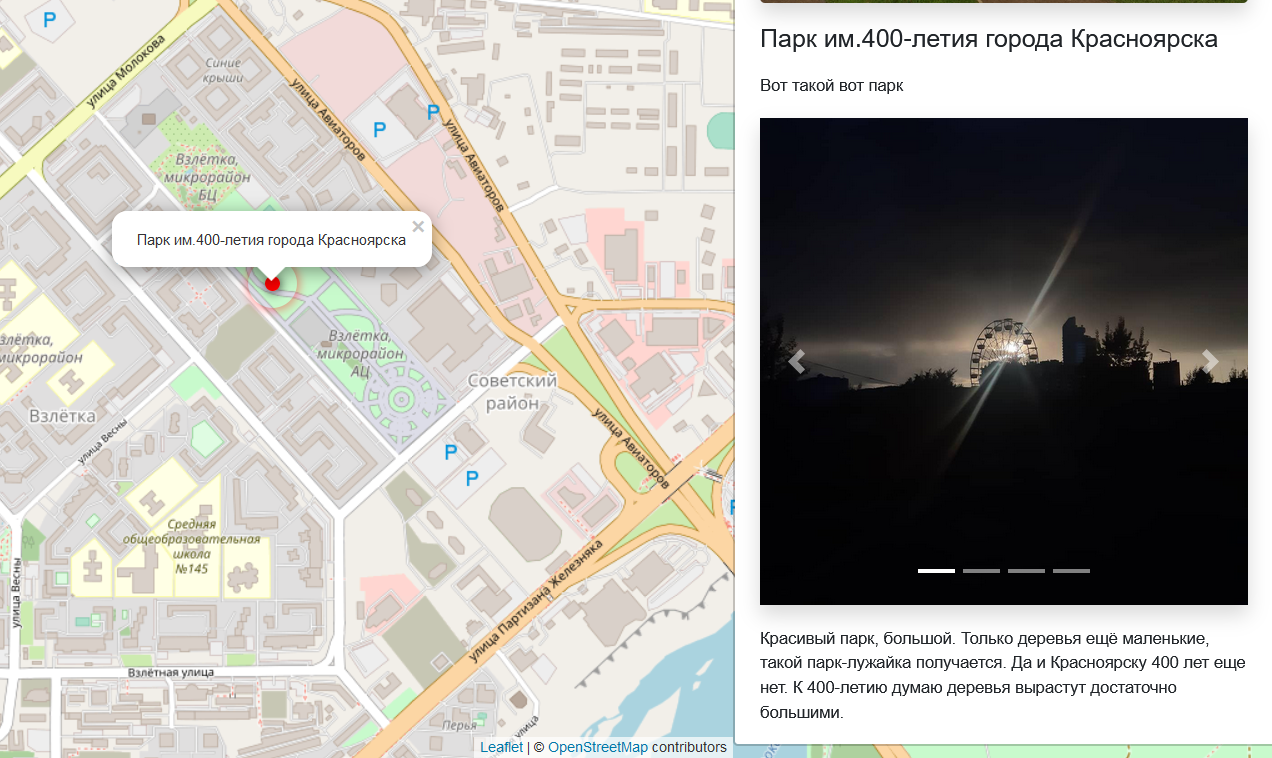 P
улица Молокова
Синие
крыши
улица Авиаторов
P
P
улица Авиаторов
Взлётка,
микрорайон
БЦ
Парк им.400-летия города Красноярска
×
Взлётка,
микрорайон
АЦ
злётка,
микрорайон
Советский
район
Взлётка
улица Весны
улица Авиаторов
P
P
P
Средняя
общеобразовательная
школа
№145
улица Весны
улица Партизана Железняка
Взлётная улица
Перья
улица
Leaflet | © OpenStreetMap contributors
Парк им.400-летия города Красноярска
Вот такой вот парк
Красивый парк, большой. Только деревья ещё маленькие,
такой парк-лужайка получается. Да и Красноярску 400 лет еще
нет. К 400-летию думаю деревья вырастут достаточно
большими.